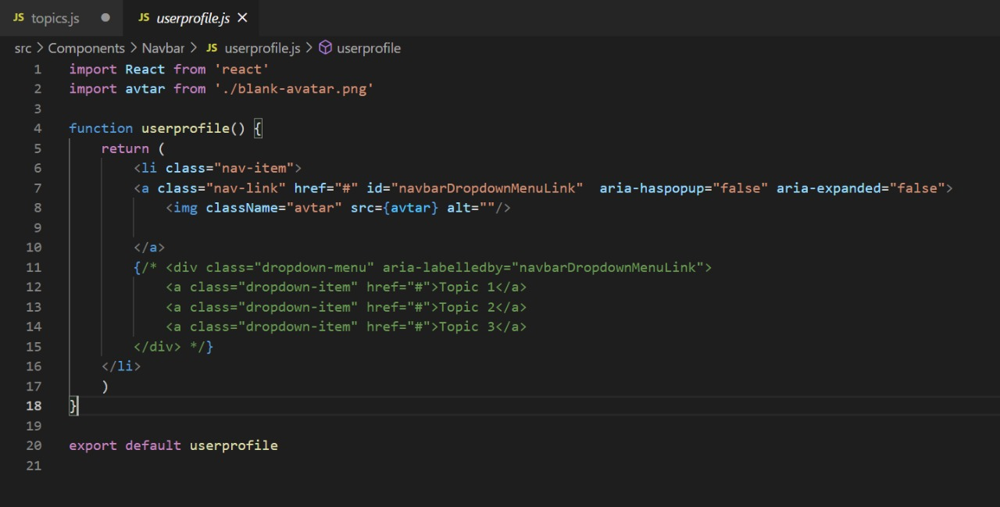 JS topics.js ● JS userprofile.js ×
src > Components > Navbar > JS userprofile.js > userprofile
1 import React from 'react'
2 import avtar from './blank-avatar.png'
3
4 function userprofile() {
5     return (
6         <li class="nav-item">
7         <a class="nav-link" href="#" id="navbarDropdownMenuLink"  aria-haspopup="false" aria-expanded="false">
8             <img className="avtar" src={avtar} alt=""/>
9
10         </a>
11         {/* <div class="dropdown-menu" aria-labelledby="navbarDropdownMenuLink">
12             <a class="dropdown-item" href="#">Topic 1</a>
13             <a class="dropdown-item" href="#">Topic 2</a>
14             <a class="dropdown-item" href="#">Topic 3</a>
15         </div> */}
16     </li>
17     )
18 }
19
20 export default userprofile
21